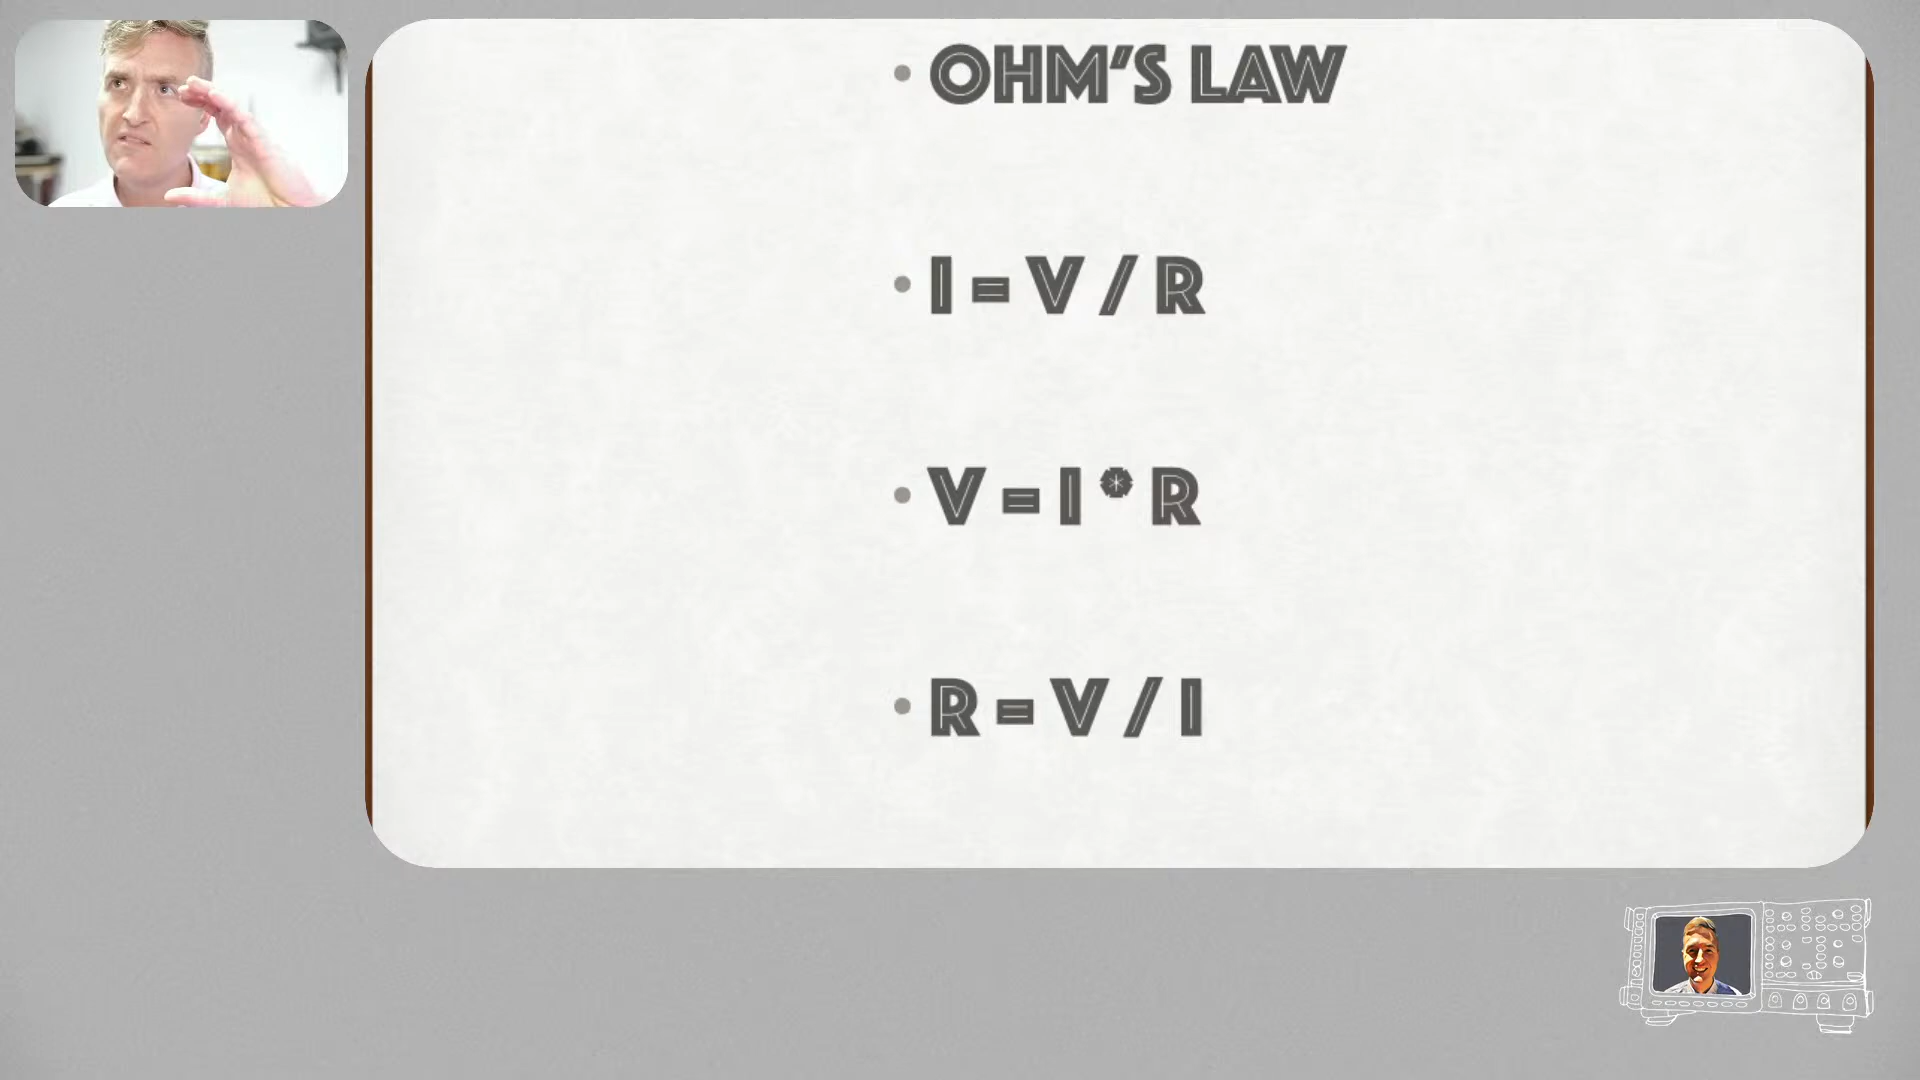 • OHM'S LAW
• I = V / R
• V = I * R
• R = V / I